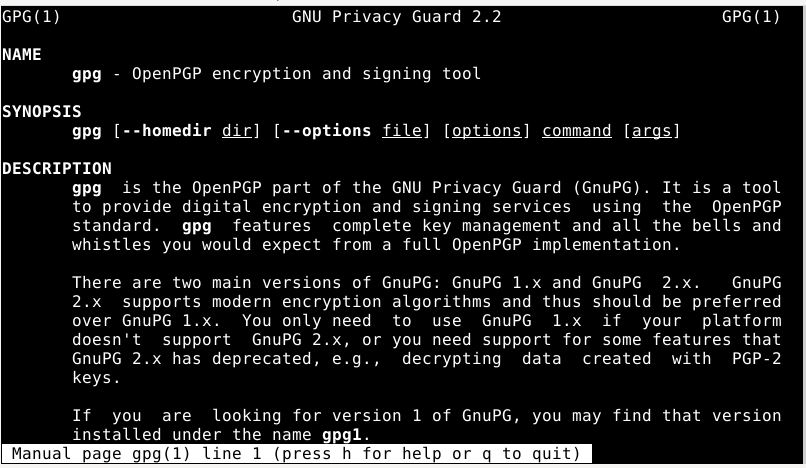 GPG(1) GNU Privacy Guard 2.2 GPG(1)
NAME
gpg - OpenPGP encryption and signing tool
SYNOPSIS
gpg [--homedir dir] [--options file] [options] command [args]
DESCRIPTION
gpg is the OpenPGP part of the GNU Privacy Guard (GnuPG). It is a tool
to provide digital encryption and signing services using the OpenPGP
standard. gpg features complete key management and all the bells and
whistles you would expect from a full OpenPGP implementation.
There are two main versions of GnuPG: GnuPG 1.x and GnuPG 2.x. GnuPG
2.x supports modern encryption algorithms and thus should be preferred
over GnuPG 1.x. You only need to use GnuPG 1.x if your platform
doesn't support GnuPG 2.x, or you need support for some features that
GnuPG 2.x has deprecated, e.g., decrypting data created with PGP-2
keys.
If you are looking for version 1 of GnuPG, you may find that version
installed under the name gpg1.
Manual page gpg(1) line 1 (press h for help or q to quit)